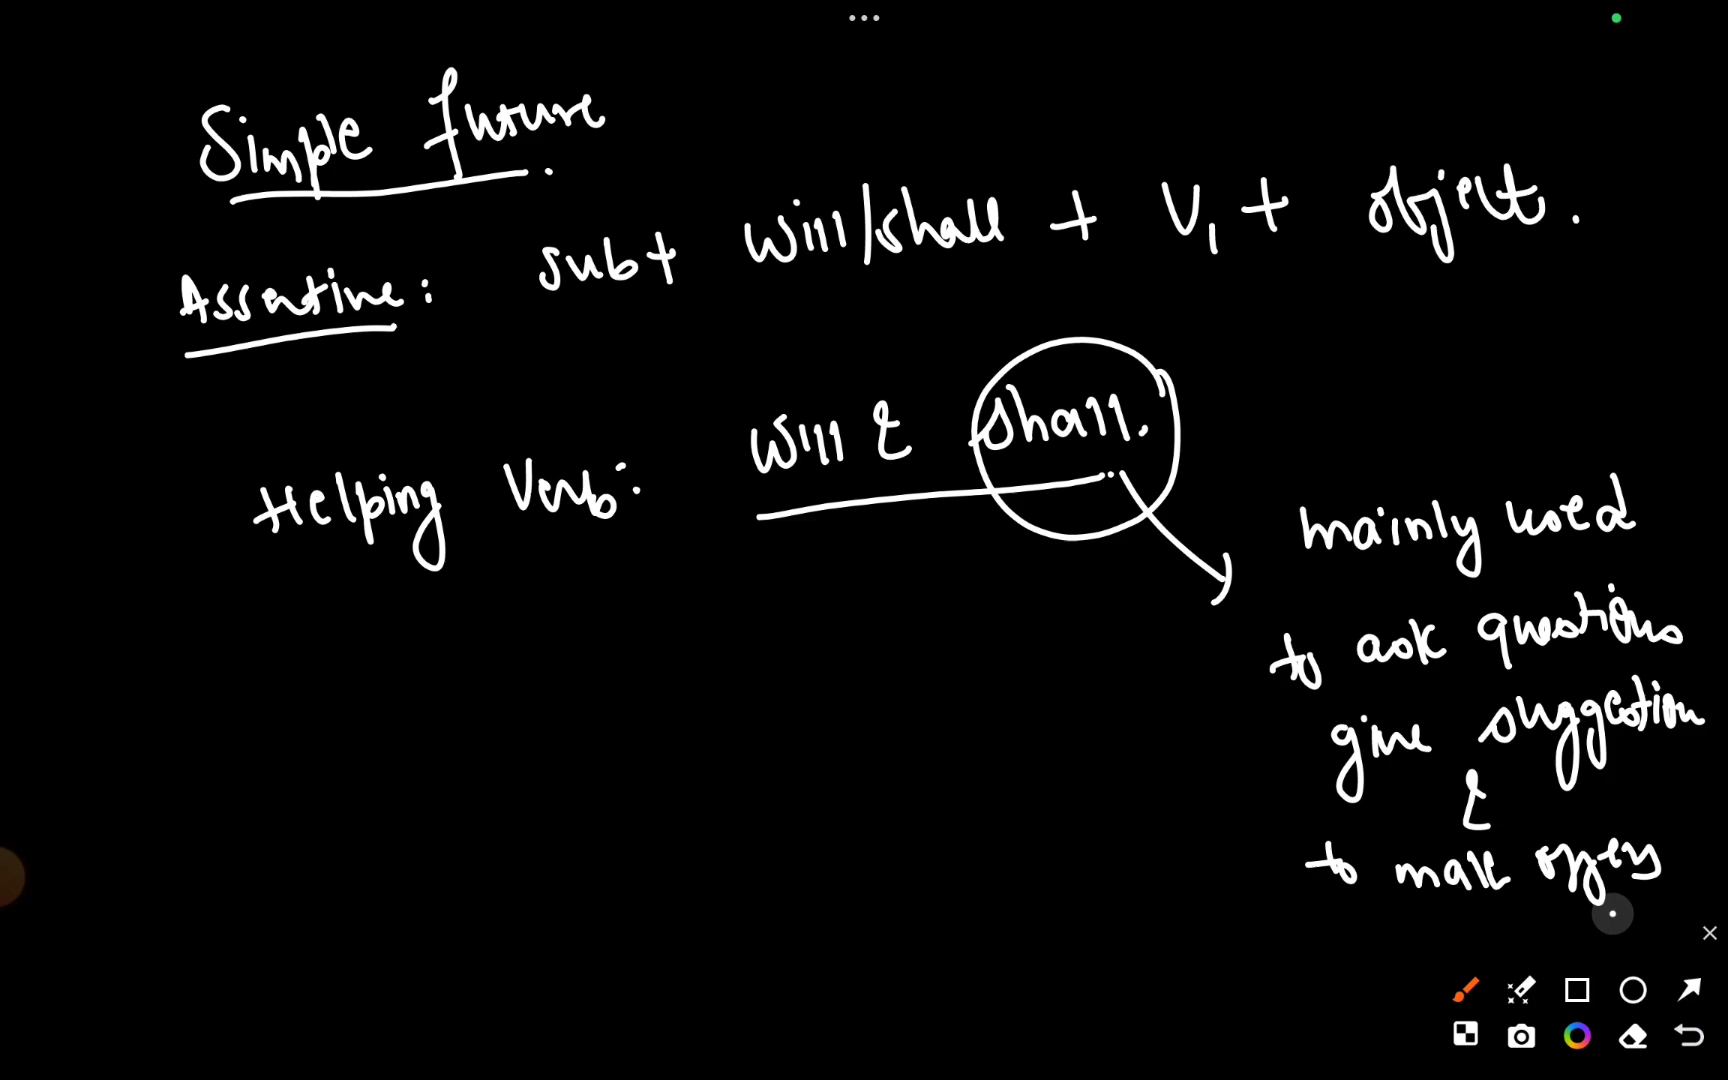 Simple future.
Assertive: sub + will/shall + V1 + object.
Helping Verb: will & shall.
mainly used
to ask questions
give suggestion
&
to make offers